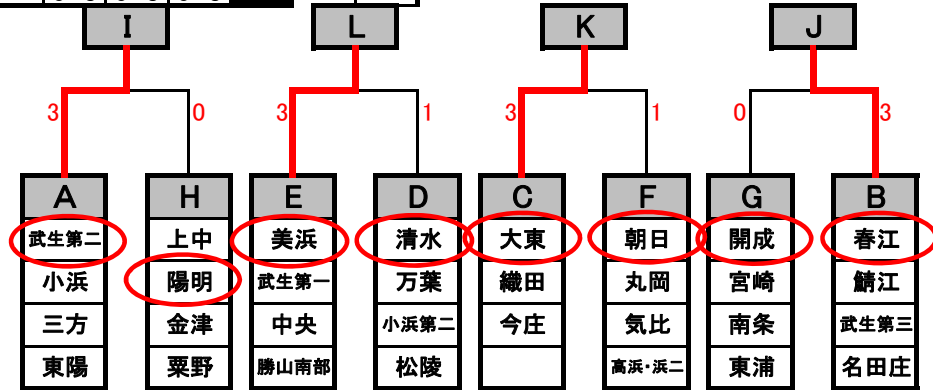 I L K J
3 0 3 1 3 1 0 3
A H E D C F G B
武生第二 上中 美浜 清水 大東 朝日 開成 春江
小浜 陽明 武生第一 万葉 織田 丸岡 宮崎 鯖江
三方 金津 中央 小浜第二 今庄 気比 南条 武生第三
東陽 粟野 勝山南部 松陵 高浜・浜二 東浦 名田庄